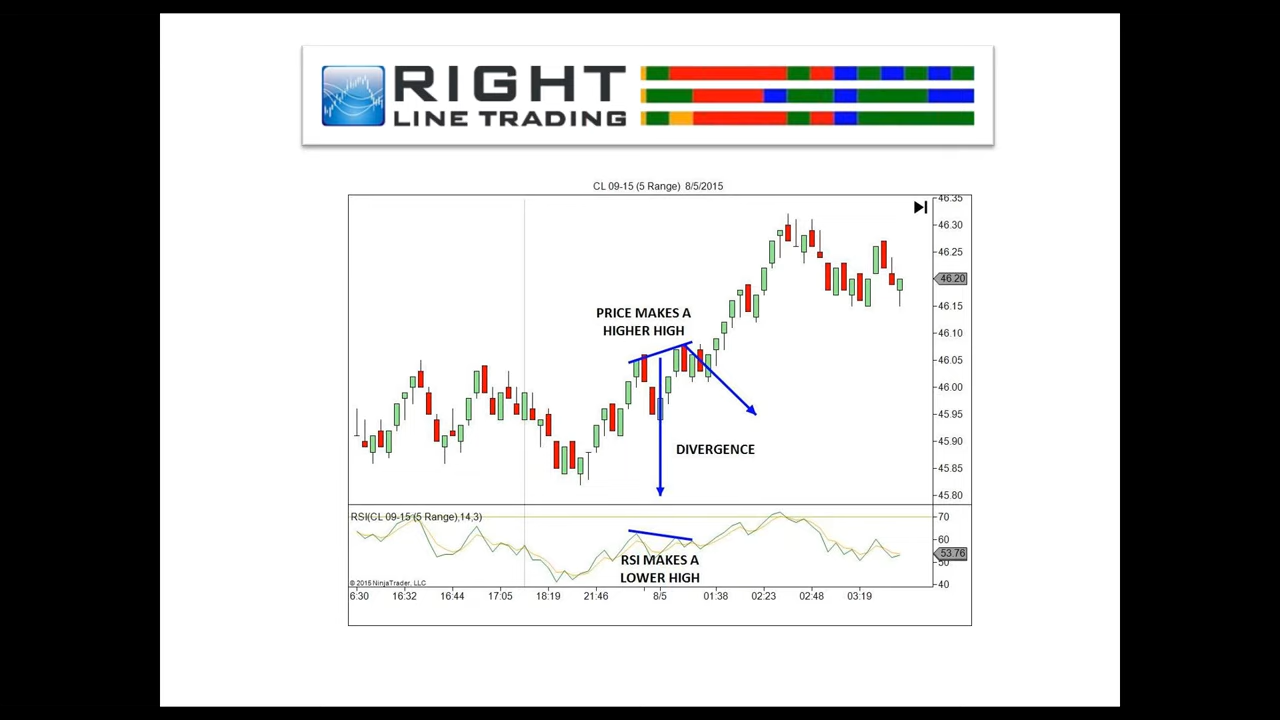 RIGHT
LINE TRADING
CL 09-15 (5 Range) 8/5/2015
46.35
46.30
46.25
46.20
46.15
46.10
46.05
46.00
45.95
45.90
45.85
45.80
PRICE MAKES A
HIGHER HIGH
DIVERGENCE
RSI(CL 09-15 (5 Range),14,3)
70
60
53.76
50
40
RSI MAKES A
LOWER HIGH
© 2015 NinjaTrader, LLC
6:30 16:32 16:44 17:05 18:19 21:46 8/5 01:38 02:23 02:48 03:19